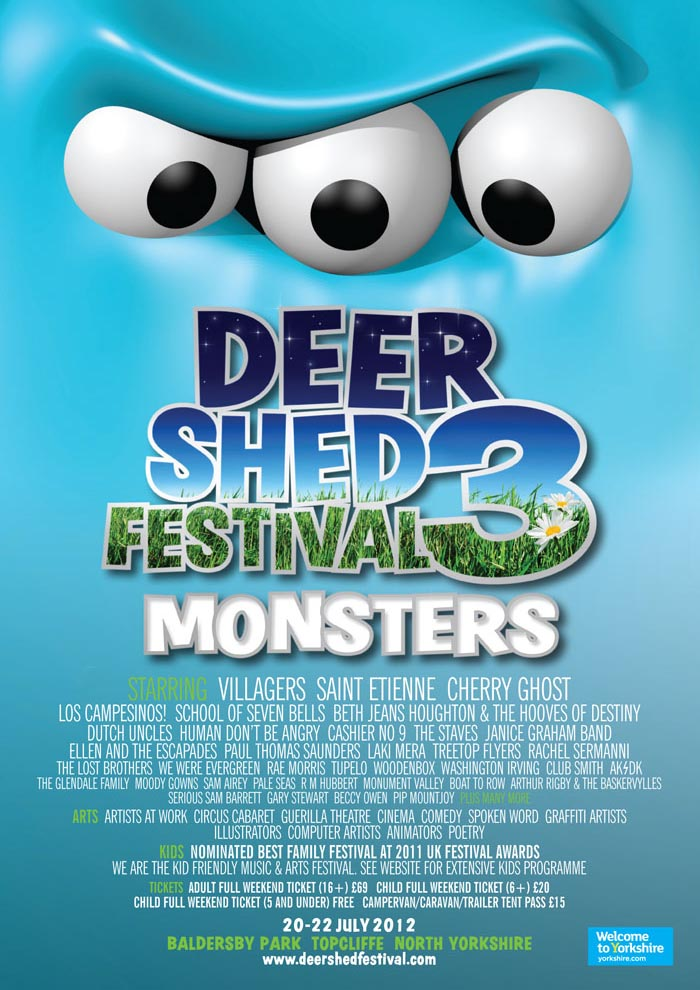 DEER
SHED
FESTIVAL 3
MONSTERS
STARRING VILLAGERS SAINT ETIENNE CHERRY GHOST
LOS CAMPESINOS! SCHOOL OF SEVEN BELLS BETH JEANS HOUGHTON & THE HOOVES OF DESTINY
DUTCH UNCLES HUMAN DON'T BE ANGRY CASHIER NO 9 THE STAVES JANICE GRAHAM BAND
ELLEN AND THE ESCAPADES PAUL THOMAS SAUNDERS LAKI MERA TREETOP FLYERS RACHEL SERMANNI
THE LOST BROTHERS WE WERE EVERGREEN RAE MORRIS TUPELO WOODENBOX WASHINGTON IRVING CLUB SMITH AK⚡DK
THE GLENDALE FAMILY MOODY GOWNS SAM AIREY PALE SEAS R M HUBBERT MONUMENT VALLEY BOAT TO ROW ARTHUR RIGBY & THE BASKERVYLLES
SERIOUS SAM BARRETT GARY STEWART BECCY OWEN PIP MOUNTJOY PLUS MANY MORE
ARTS ARTISTS AT WORK CIRCUS CABARET GUERILLA THEATRE CINEMA COMEDY SPOKEN WORD GRAFFITI ARTISTS
ILLUSTRATORS COMPUTER ARTISTS ANIMATORS POETRY
KIDS NOMINATED BEST FAMILY FESTIVAL AT 2011 UK FESTIVAL AWARDS
WE ARE THE KID FRIENDLY MUSIC & ARTS FESTIVAL. SEE WEBSITE FOR EXTENSIVE KIDS PROGRAMME
TICKETS ADULT FULL WEEKEND TICKET (16+) £69 CHILD FULL WEEKEND TICKET (6+) £20
CHILD FULL WEEKEND TICKET (5 AND UNDER) FREE CAMPERVAN/CARAVAN/TRAILER TENT PASS £15
20-22 JULY 2012
BALDERSBY PARK TOPCLIFFE NORTH YORKSHIRE
www.deershedfestival.com
Welcome
to Yorkshire
yorkshire.com